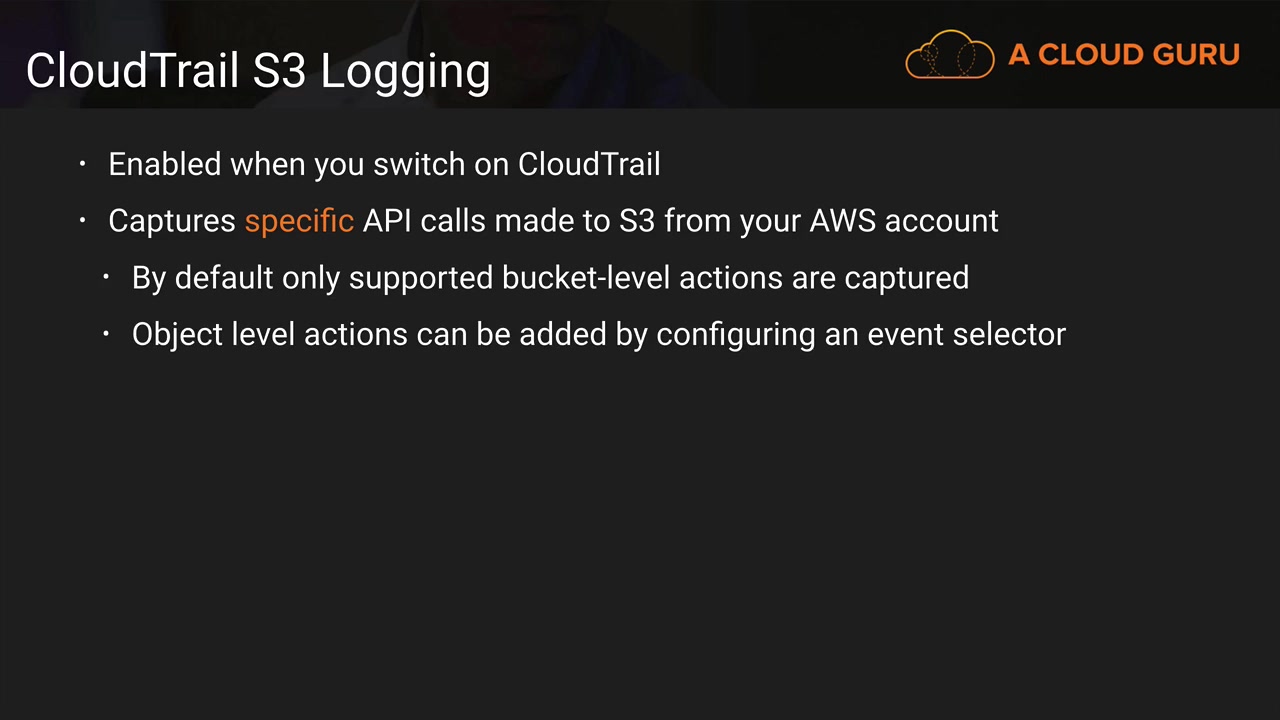 CloudTrail S3 Logging
A CLOUD GURU
• Enabled when you switch on CloudTrail
• Captures specific API calls made to S3 from your AWS account
• By default only supported bucket-level actions are captured
• Object level actions can be added by configuring an event selector